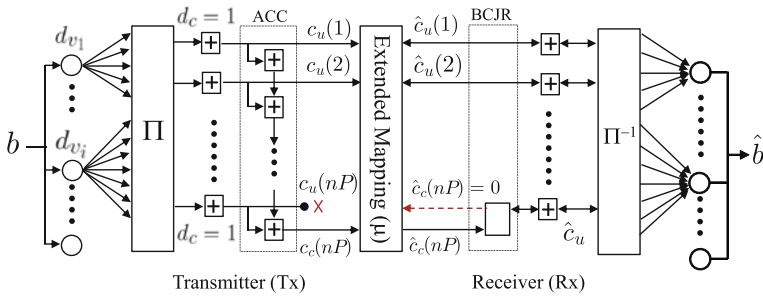 d_{v_1}
d_c = 1
ACC
c_u(1)
ĉ_u(1)
BCJR
c_u(2)
ĉ_u(2)
b
d_{v_i}
Π
Extended Mapping (μ)
Π^{-1}
b̂
c_u(nP)
X
ĉ_c(nP) = 0
d_c = 1
c_c(nP)
ĉ_c(nP)
ĉ_u
Transmitter (Tx)
Receiver (Rx)
+
+
+
+
+
+
+
+
+